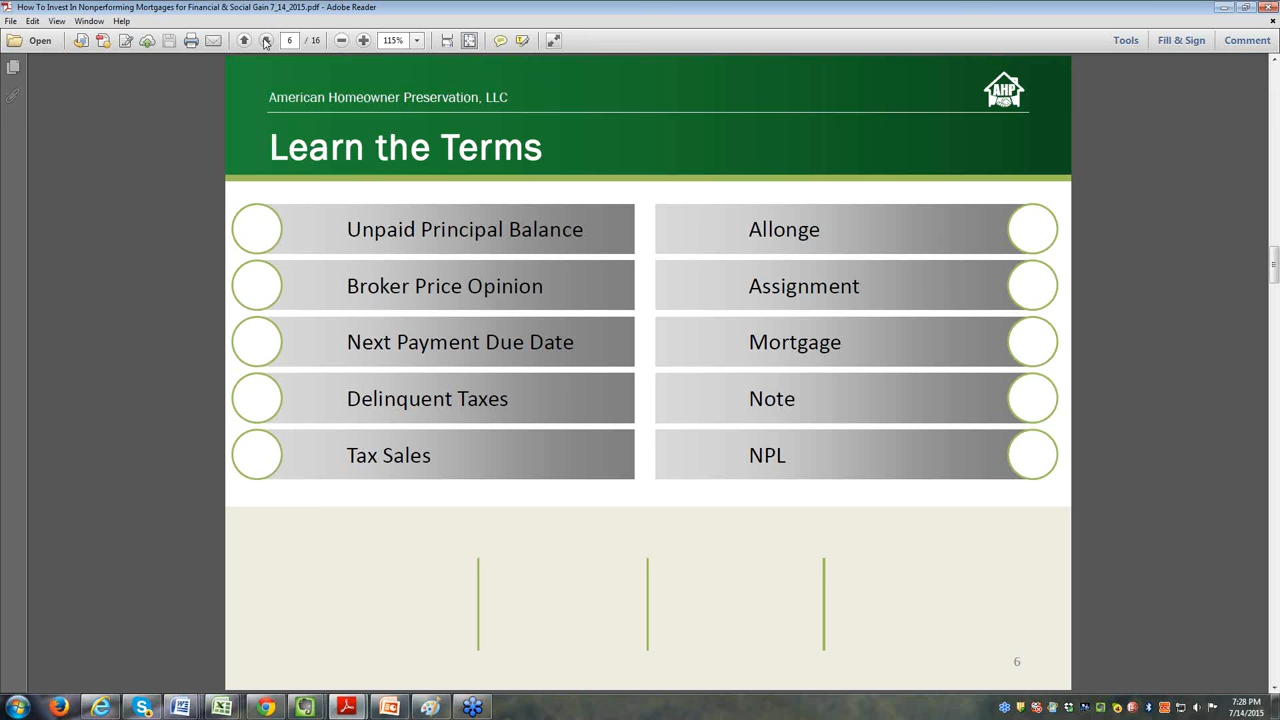 How To Invest In Nonperforming Mortgages for Financial & Social Gain 7_14_2015.pdf - Adobe Reader
File Edit View Window Help
Open 6 / 16 115% Tools Fill & Sign Comment
American Homeowner Preservation, LLC
AHP
Learn the Terms
Unpaid Principal Balance
Broker Price Opinion
Next Payment Due Date
Delinquent Taxes
Tax Sales
Allonge
Assignment
Mortgage
Note
NPL
6
7:28 PM
7/14/2015